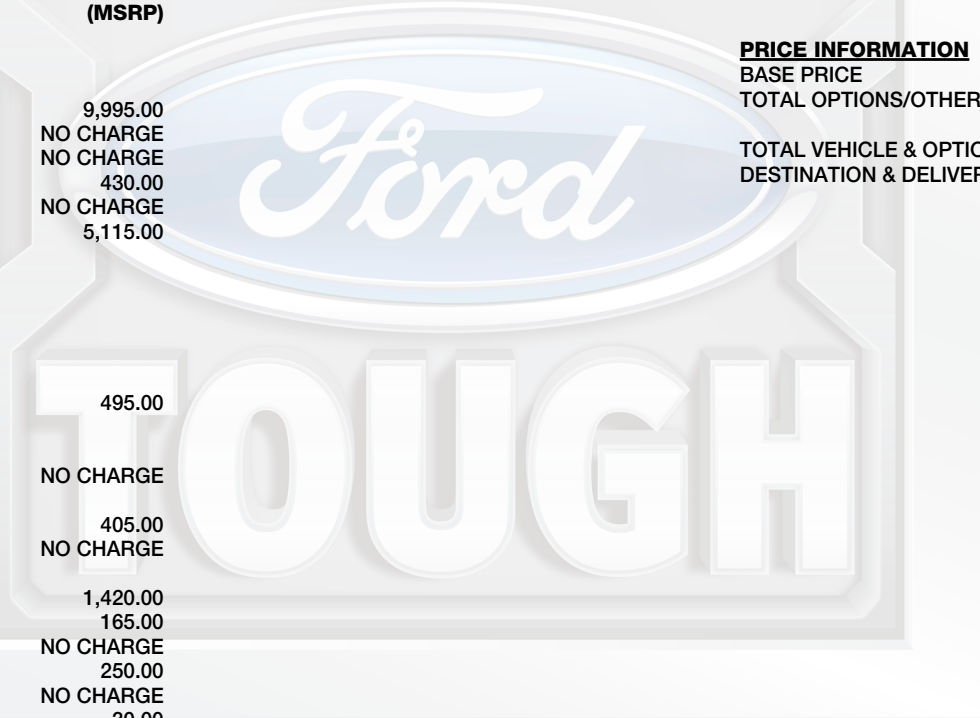 (MSRP)
9,995.00
NO CHARGE
NO CHARGE
430.00
NO CHARGE
5,115.00
495.00
NO CHARGE
405.00
NO CHARGE
1,420.00
165.00
NO CHARGE
250.00
NO CHARGE
PRICE INFORMATION
BASE PRICE
TOTAL OPTIONS/OTHER
TOTAL VEHICLE & OPTIO
DESTINATION & DELIVER
Ford
TOUGH